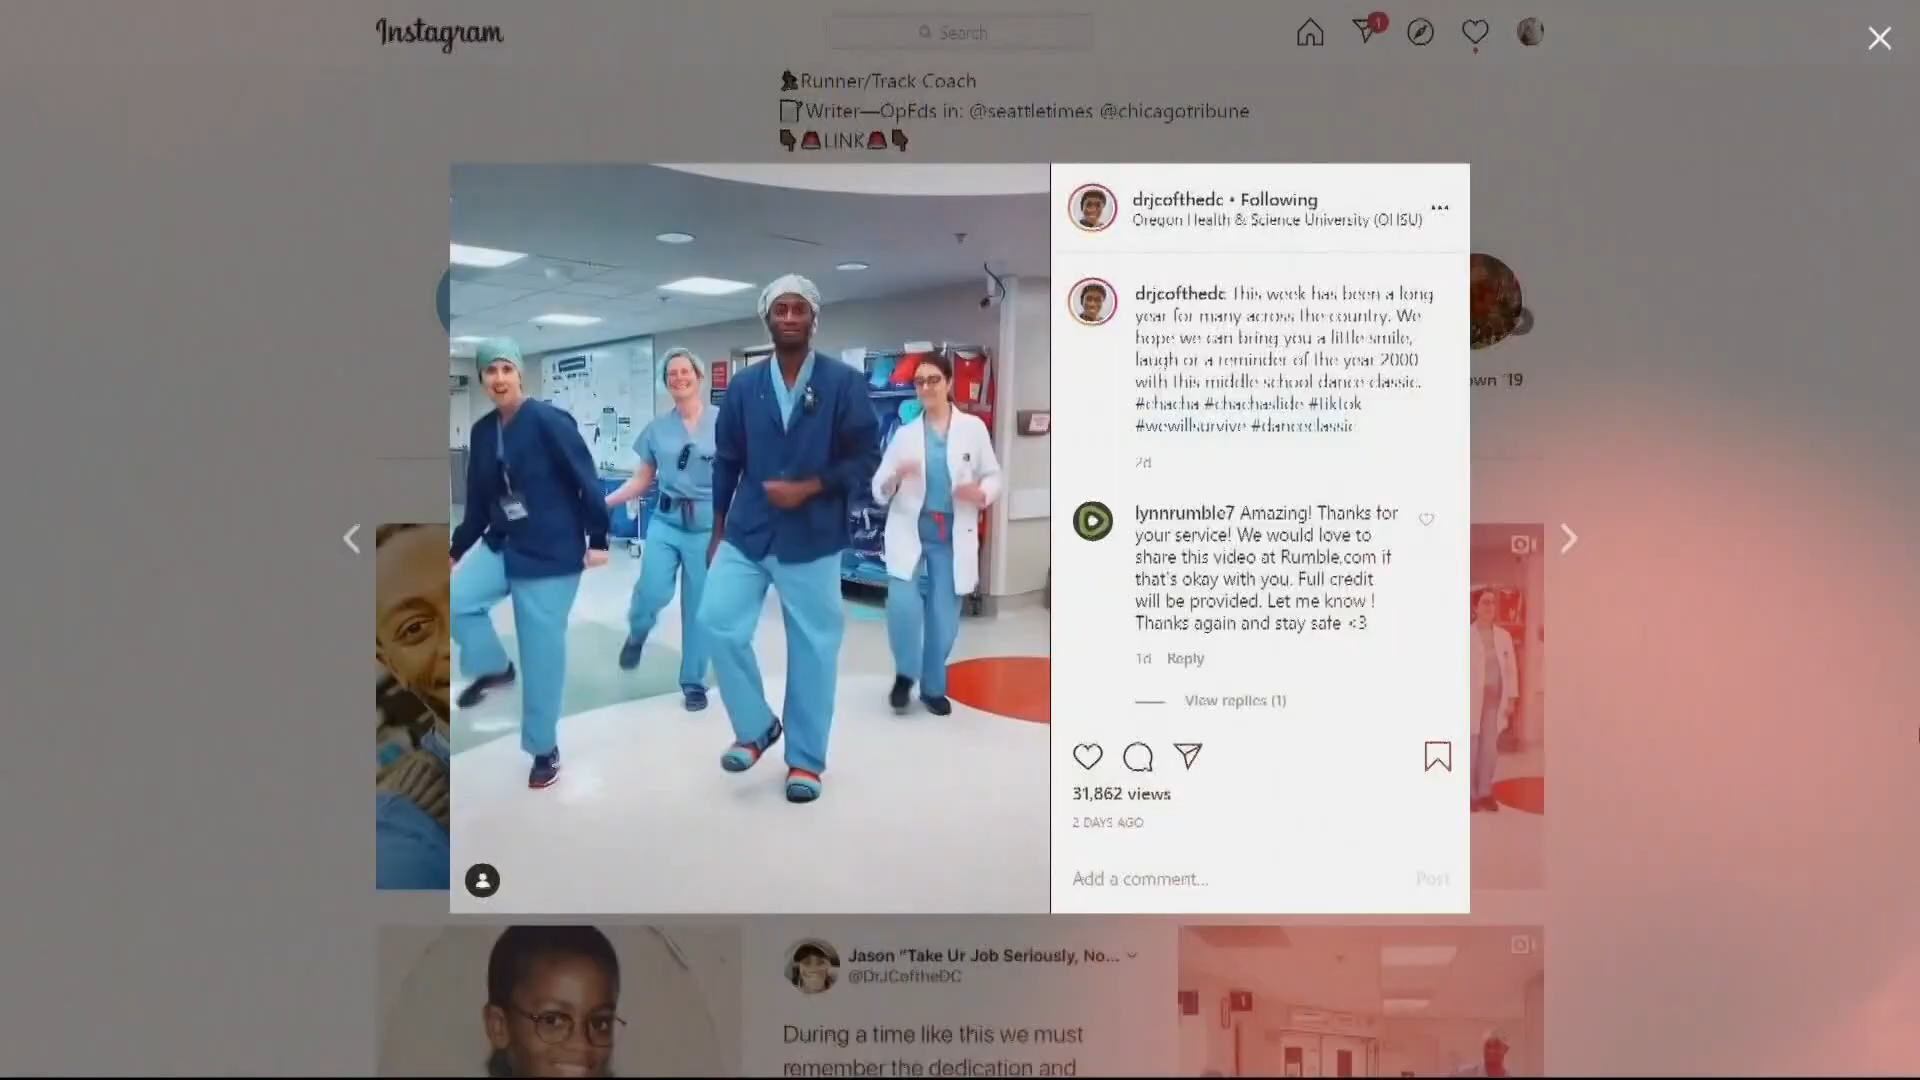 Instagram
Search
1
Runner/Track Coach
Writer—OpEds in: @seattletimes @chicagotribune
LINK
drjcofthedc • Following
Oregon Health & Science University (OHSU)
drjcofthedc This week has been a long
year for many across the country. We
hope we can bring you a little smile,
laugh or a reminder of the year 2000
with this middle school dance classic.
#chacha #chachaslide #tiktok
#wewillsurvive #danceclassic
2d
own '19
lynnrumble7 Amazing! Thanks for
your service! We would love to
share this video at Rumble.com if
that's okay with you. Full credit
will be provided. Let me know !
Thanks again and stay safe <3
1d Reply
View replies (1)
31,862 views
2 DAYS AGO
Add a comment...
Post
Jason "Take Ur Job Seriously, No...
@DrJCoftheDC
During a time like this we must
remember the dedication and